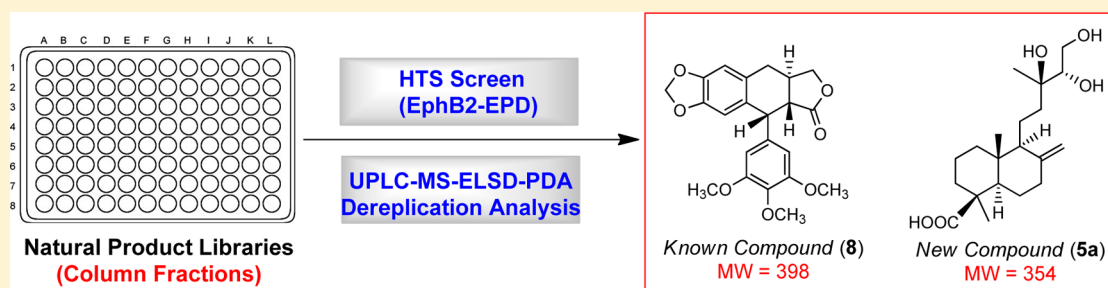 A B C D E F G H I J K L
1
2
3
4
5
6
7
8
Natural Product Libraries
(Column Fractions)
HTS Screen
(EphB2-EPD)
UPLC-MS-ELSD-PDA
Dereplication Analysis
H
O
O
O
O
H
H
H
OCH3
OCH3
OCH3
Known Compound (8)
MW = 398
OH
HO
OH
H
H
HOOC
New Compound (5a)
MW = 354